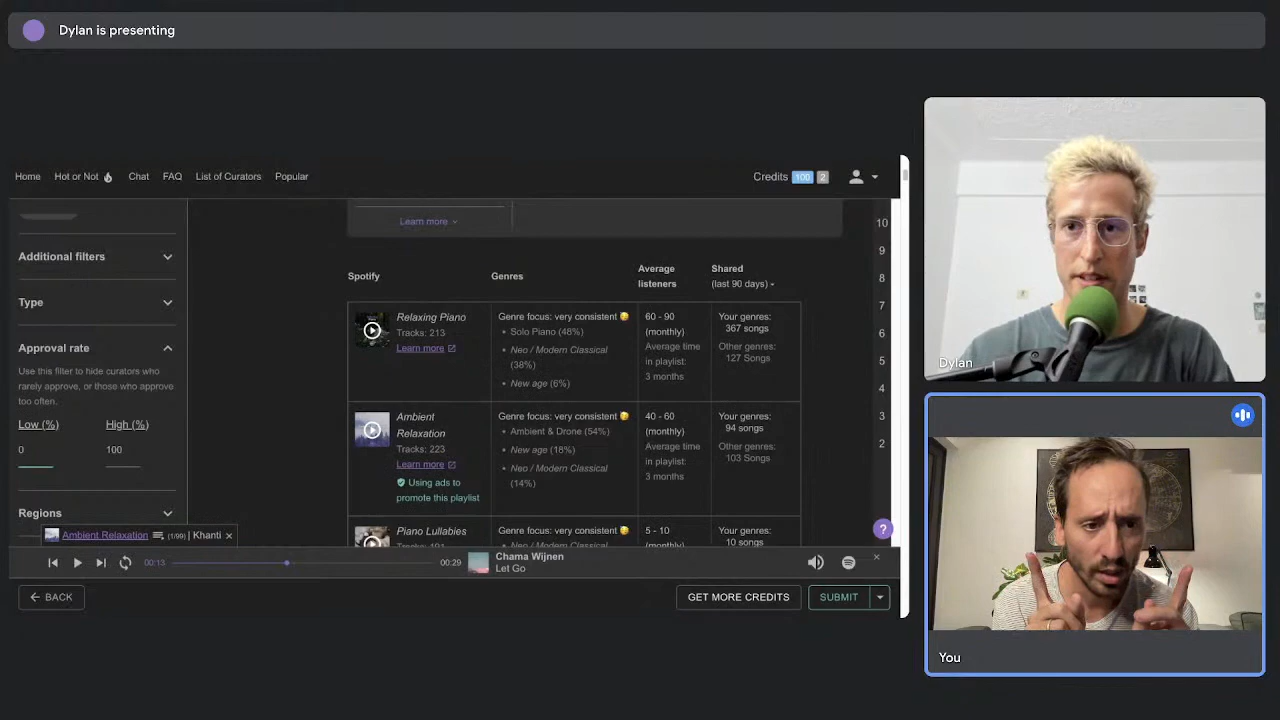 Dylan is presenting
Home Hot or Not Chat FAQ List of Curators Popular
Credits 100 2
Learn more
Additional filters
Type
Approval rate
Use this filter to hide curators who
rarely approve, or those who approve
too often.
Low (%) High (%)
0 100
Regions
Spotify Genres Average
listeners
Shared
(last 90 days)
Relaxing Piano
Tracks: 213
Learn more
Genre focus: very consistent
• Solo Piano (48%)
• Neo / Modern Classical
(38%)
• New age (6%)
60 - 90
(monthly)
Average time
in playlist:
3 months
Your genres:
367 songs
Other genres:
127 Songs
Ambient
Relaxation
Tracks: 223
Learn more
Using ads to
promote this playlist
Genre focus: very consistent
• Ambient & Drone (54%)
• New age (18%)
• Neo / Modern Classical
(14%)
40 - 60
(monthly)
Average time
in playlist:
3 months
Your genres:
94 songs
Other genres:
103 Songs
Piano Lullabies
Genre focus: very consistent
5 - 10
Your genres:
10 songs
10
9
8
7
6
5
4
3
2
?
Ambient Relaxation (1/99) | Khanti ×
00:13 00:29
Chama Wijnen
Let Go
BACK
GET MORE CREDITS
SUBMIT
Dylan
You